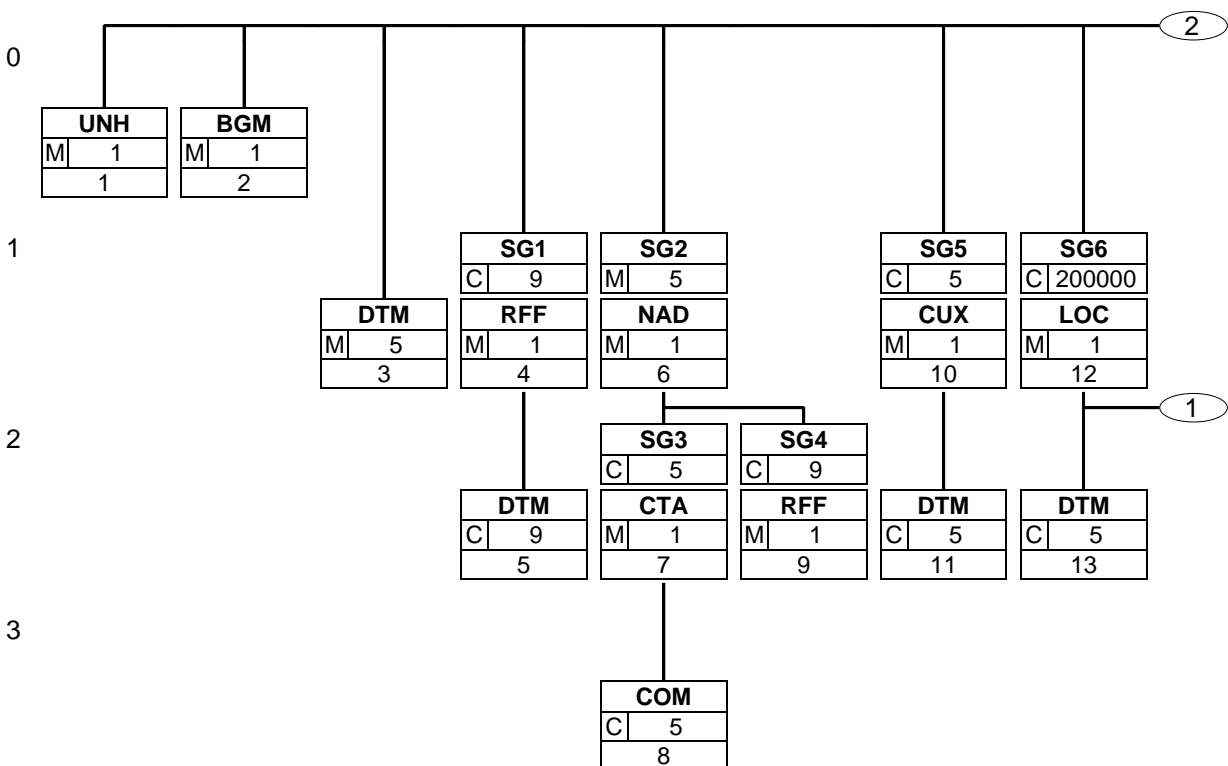 2
0
UNH BGM
M 1 M 1
1 2
1
SG1 SG2 SG5 SG6
C 9 M 5 C 5 C 200000
DTM RFF NAD CUX LOC
M 5 M 1 M 1 M 1 M 1
3 4 6 10 12
1
2
SG3 SG4
C 5 C 9
DTM CTA RFF DTM DTM
C 9 M 1 M 1 C 5 C 5
5 7 9 11 13
3
COM
C 5
8